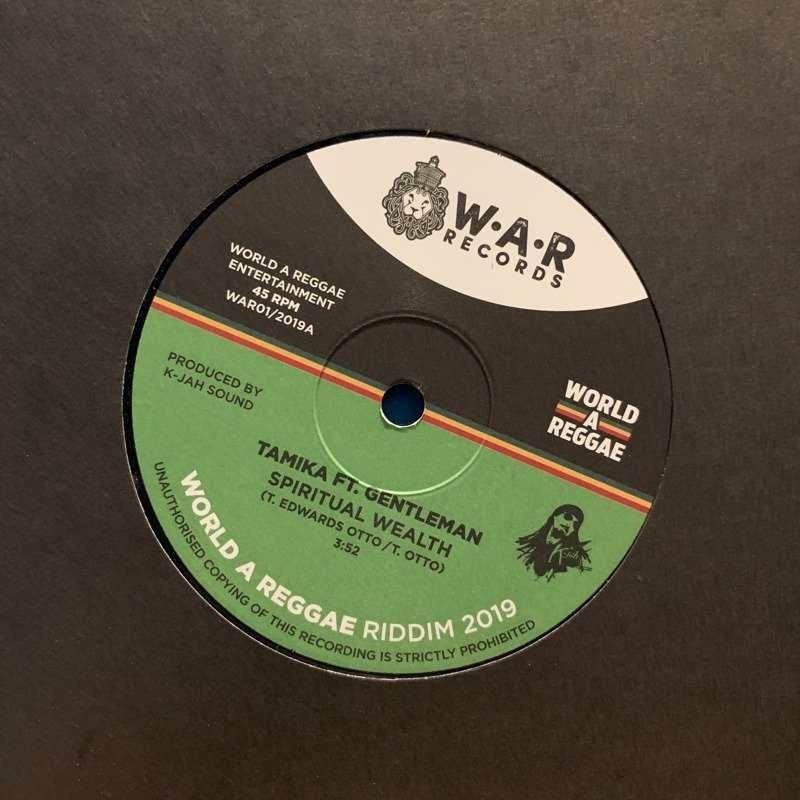 W·A·R
RECORDS
WORLD A REGGAE
ENTERTAINMENT
45 RPM
WAR01/2019A
WORLD
A
REGGAE
PRODUCED BY
K-JAH SOUND
TAMIKA FT. GENTLEMAN
SPIRITUAL WEALTH
(T. EDWARDS OTTO / T. OTTO)
3:52
WORLD A REGGAE RIDDIM 2019
UNAUTHORISED COPYING OF THIS RECORDING IS STRICTLY PROHIBITED